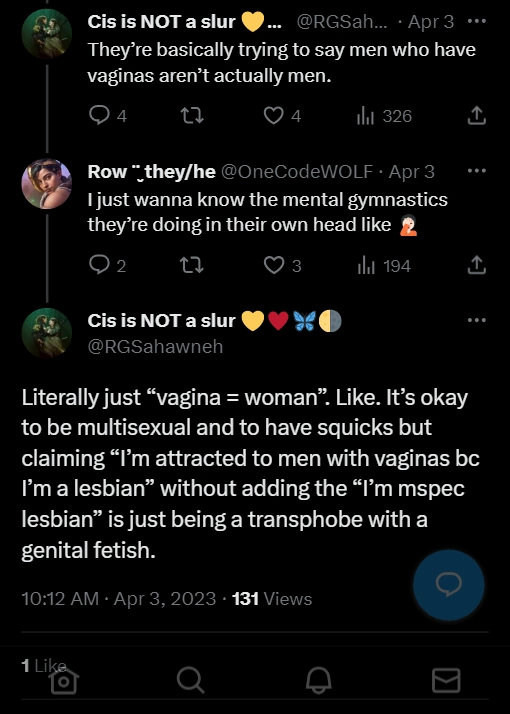 Cis is NOT a slur 💛... @RGSah... · Apr 3 ···
They’re basically trying to say men who have
vaginas aren’t actually men.
4 4 326
Row ¨̮ they/he @OneCodeWOLF · Apr 3 ···
I just wanna know the mental gymnastics
they’re doing in their own head like 🤦🏻
2 3 194
Cis is NOT a slur 💛❤️🦋🌗 ···
@RGSahawneh
Literally just “vagina = woman”. Like. It’s okay
to be multisexual and to have squicks but
claiming “I’m attracted to men with vaginas bc
I’m a lesbian” without adding the “I’m mspec
lesbian” is just being a transphobe with a
genital fetish.
10:12 AM · Apr 3, 2023 · 131 Views
1 Like